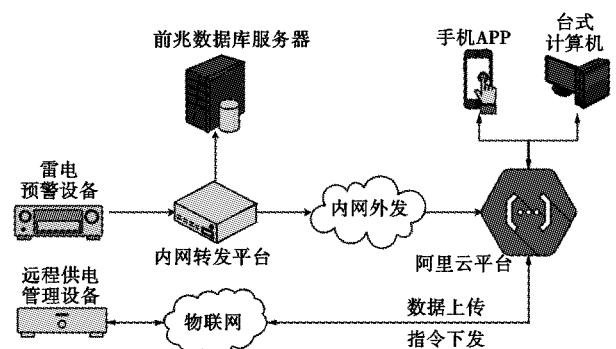 前兆数据库服务器
手机APP
台式
计算机
雷电
预警设备
内网转发平台
内网外发
阿里云平台
远程供电
管理设备
物联网
数据上传
指令下发